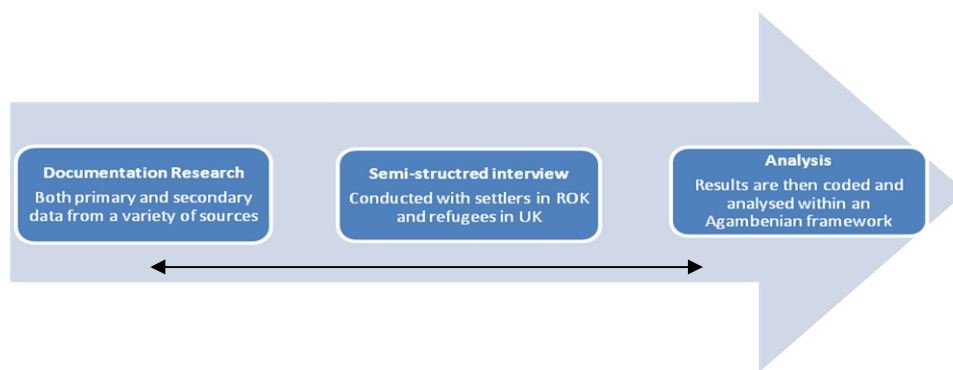 Documentation Research
Both primary and secondary
data from a variety of sources
Semi-structred interview
Conducted with settlers in ROK
and refugees in UK
Analysis
Results are then coded and
analysed within an
Agambenian framework